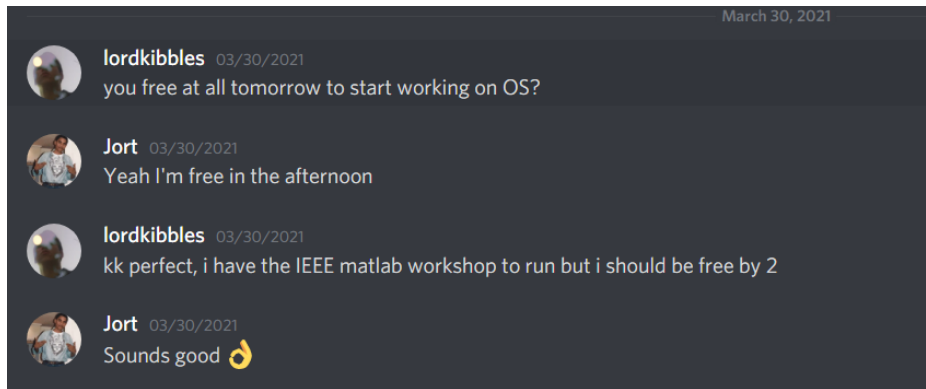 March 30, 2021
lordkibbles 03/30/2021
you free at all tomorrow to start working on OS?
Jort 03/30/2021
Yeah I'm free in the afternoon
lordkibbles 03/30/2021
kk perfect, i have the IEEE matlab workshop to run but i should be free by 2
Jort 03/30/2021
Sounds good 👌